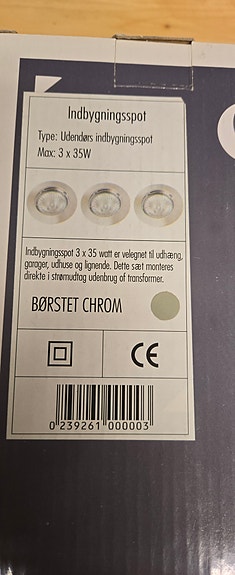 Indbygningsspot
Type: Udendørs indbygningsspot
Max: 3 x 35W
Indbygningsspot 3 x 35 watt er velegnet til udhæng,
garager, udhuse og lignende. Dette sæt monteres
direkte i strømudtag udenbrug af transformer.
BØRSTET CHROM
CE
0 239261 000003